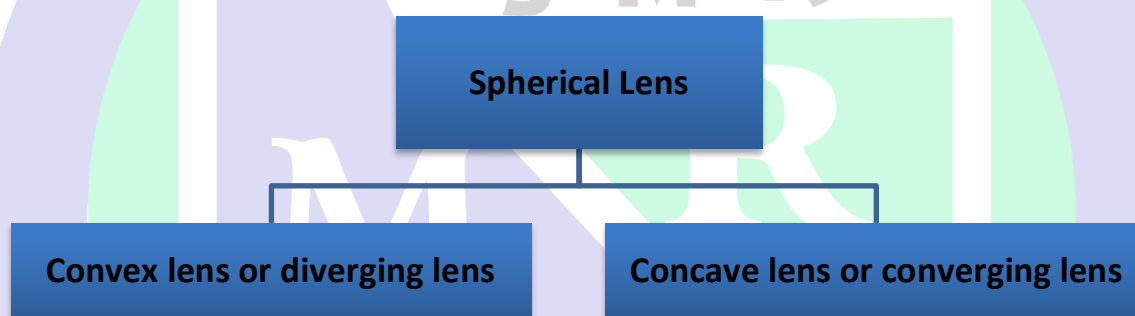 Spherical Lens
Convex lens or diverging lens
Concave lens or converging lens